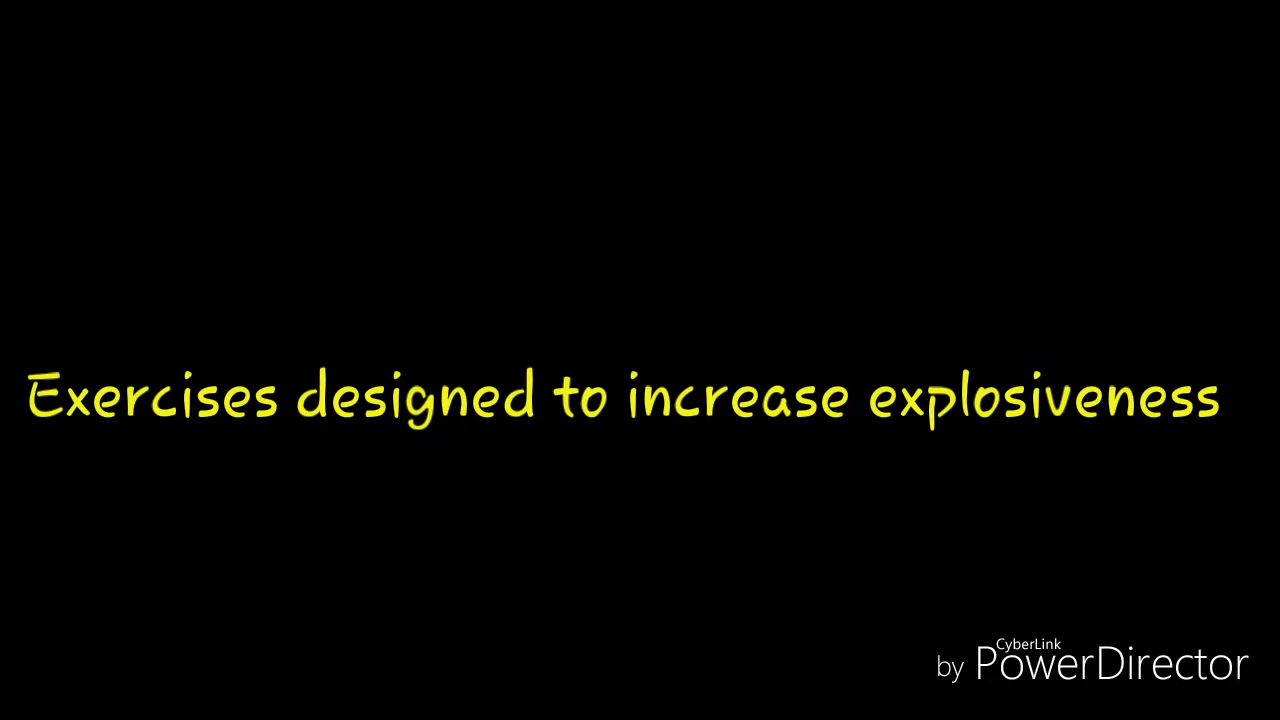 Exercises designed to increase explosiveness
CyberLink
by PowerDirector